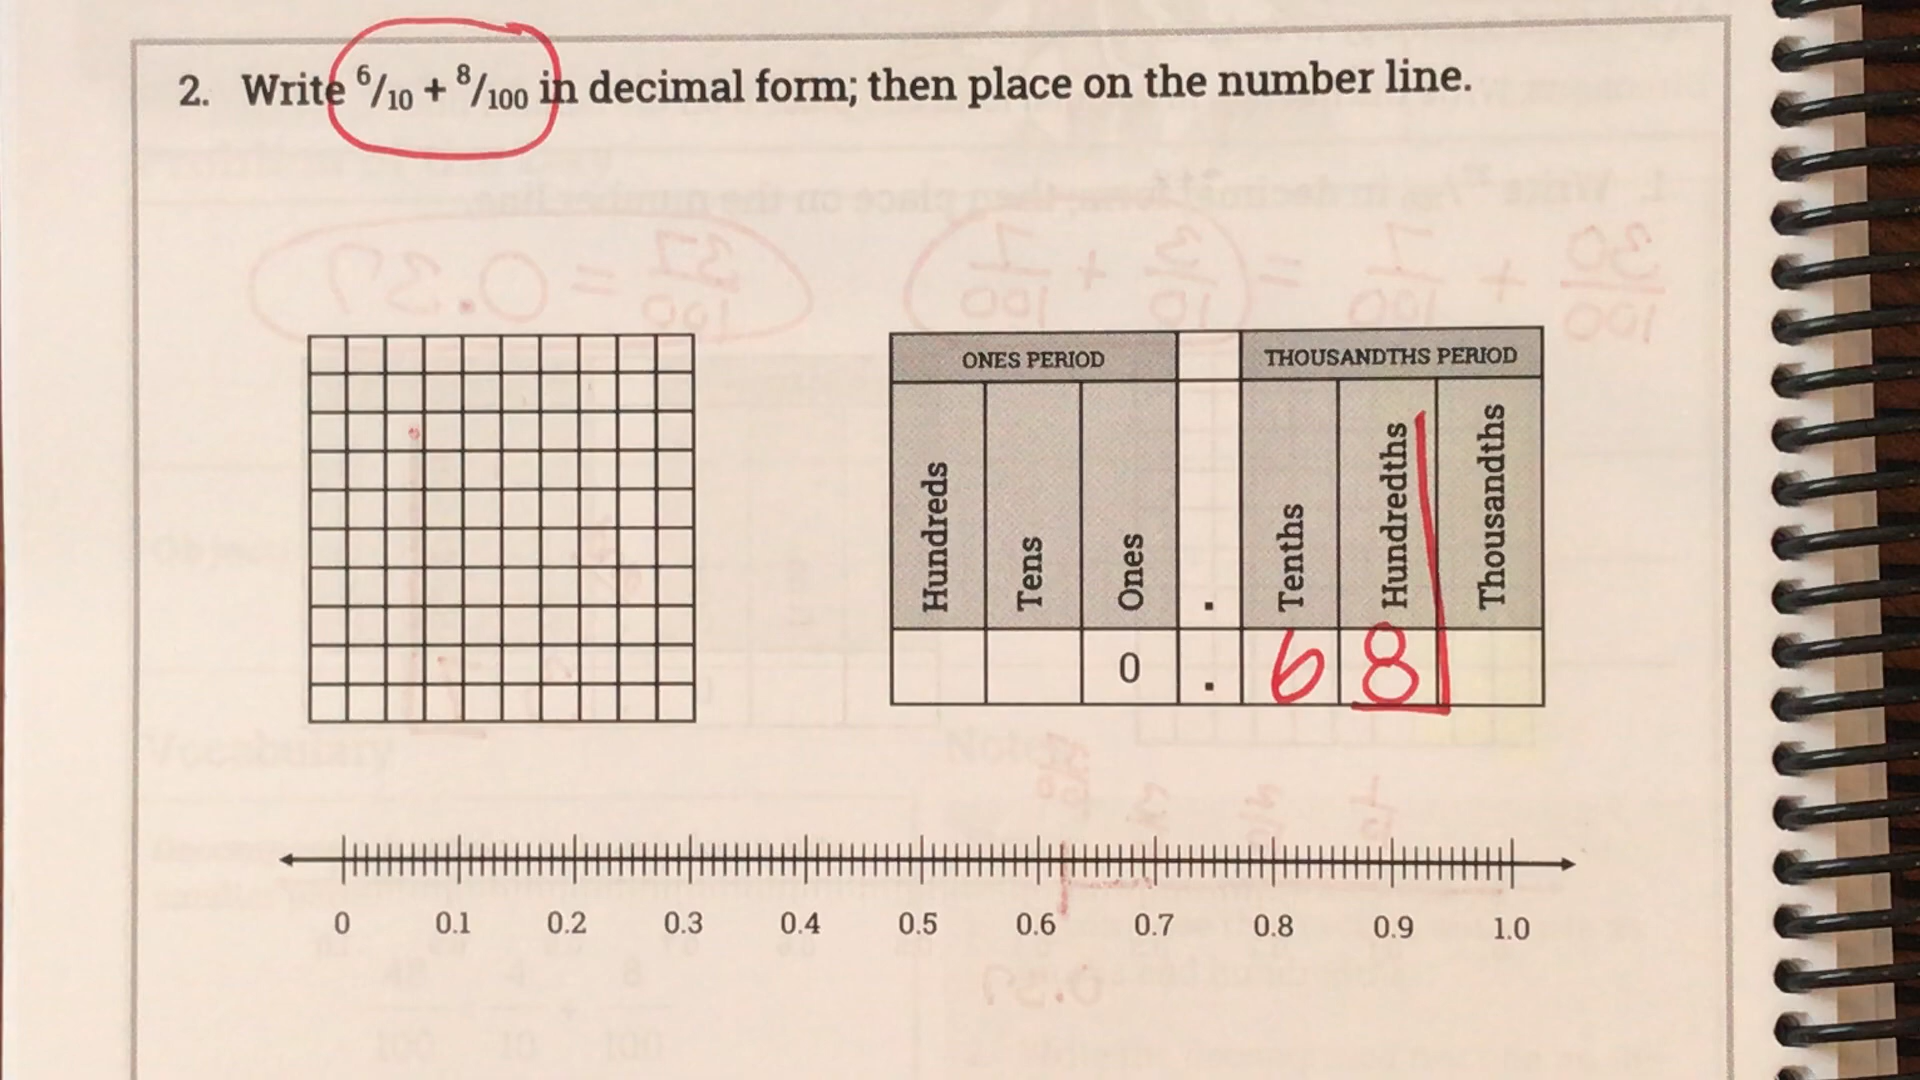 2. Write 6/10 + 8/100 in decimal form; then place on the number line.
ONES PERIOD THOUSANDTHS PERIOD
Hundreds Tens Ones . Tenths Hundredths Thousandths
0 . 6 8
0 0.1 0.2 0.3 0.4 0.5 0.6 0.7 0.8 0.9 1.0